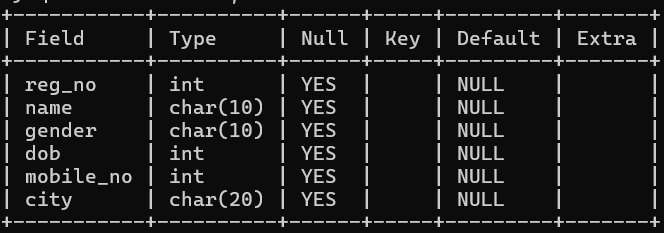 +-----------+----------+------+-----+---------+-------+
| Field     | Type     | Null | Key | Default | Extra |
+-----------+----------+------+-----+---------+-------+
| reg_no    | int      | YES  |     | NULL    |       |
| name      | char(10) | YES  |     | NULL    |       |
| gender    | char(10) | YES  |     | NULL    |       |
| dob       | int      | YES  |     | NULL    |       |
| mobile_no | int      | YES  |     | NULL    |       |
| city      | char(20) | YES  |     | NULL    |       |
+-----------+----------+------+-----+---------+-------+